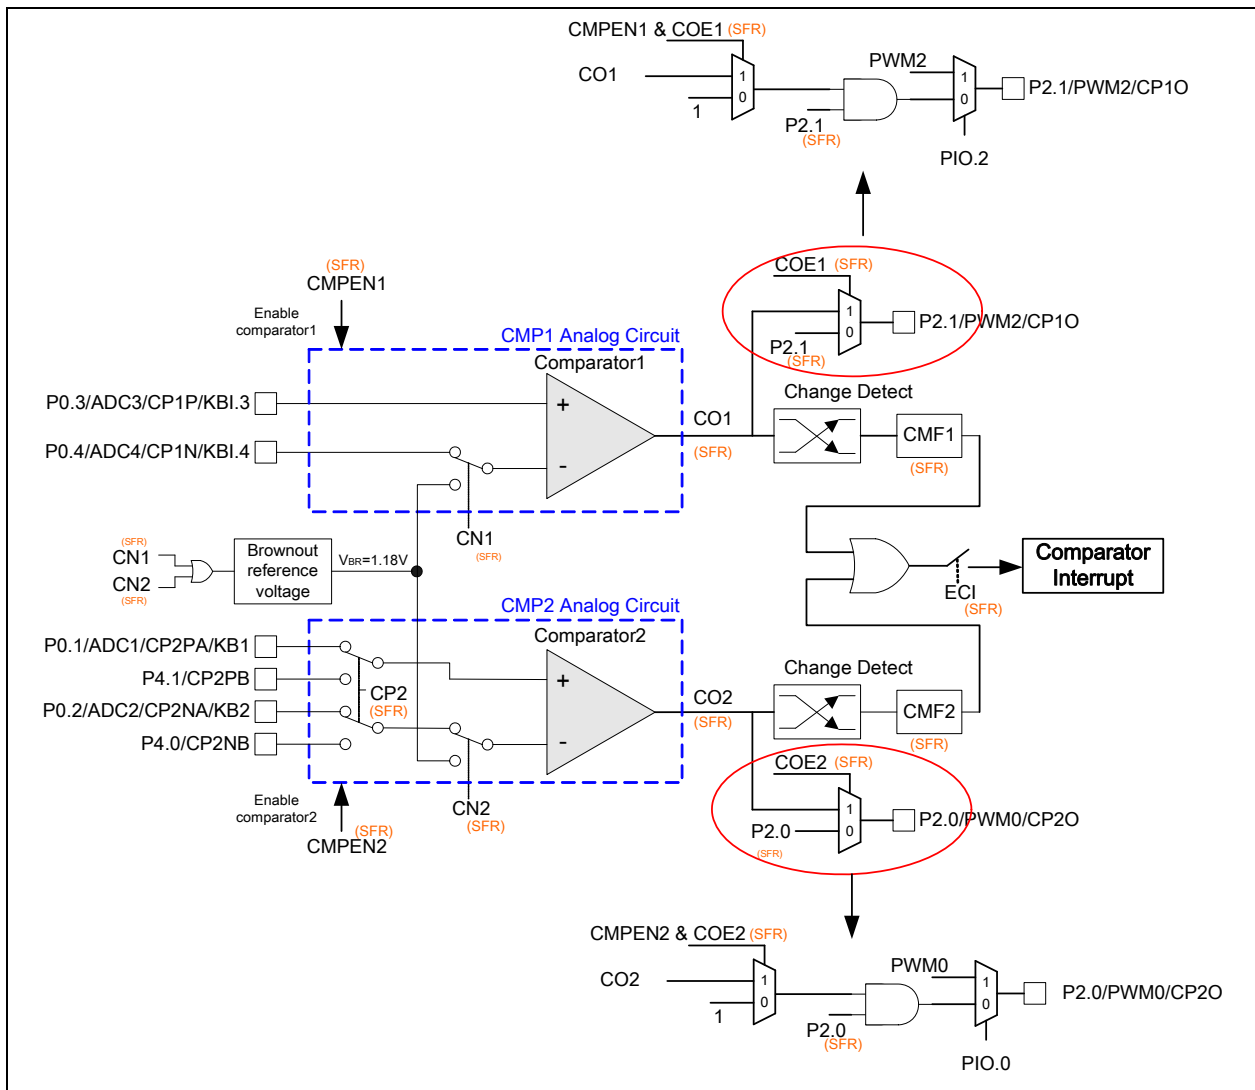 CMPEN1 & COE1 (SFR)
CO1
1
0
1
P2.1
(SFR)
PWM2
1
0
P2.1/PWM2/CP1O
PIO.2
(SFR)
CMPEN1
Enable
comparator1
COE1 (SFR)
1
0
P2.1
(SFR)
P2.1/PWM2/CP1O
CMP1 Analog Circuit
Comparator1
P0.3/ADC3/CP1P/KBI.3
+
P0.4/ADC4/CP1N/KBI.4
-
CO1
(SFR)
Change Detect
CMF1
(SFR)
CN1
(SFR)
(SFR)
CN1
CN2
(SFR)
Brownout
reference
voltage
VBR=1.18V
ECI
(SFR)
Comparator
Interrupt
CMP2 Analog Circuit
Comparator2
P0.1/ADC1/CP2PA/KB1
P4.1/CP2PB
P0.2/ADC2/CP2NA/KB2
P4.0/CP2NB
CP2
(SFR)
+
-
CO2
(SFR)
Change Detect
CMF2
(SFR)
CN2
(SFR)
Enable
comparator2
(SFR)
CMPEN2
COE2 (SFR)
1
0
P2.0
(SFR)
P2.0/PWM0/CP2O
CMPEN2 & COE2 (SFR)
CO2
1
0
1
P2.0
(SFR)
PWM0
1
0
P2.0/PWM0/CP2O
PIO.0